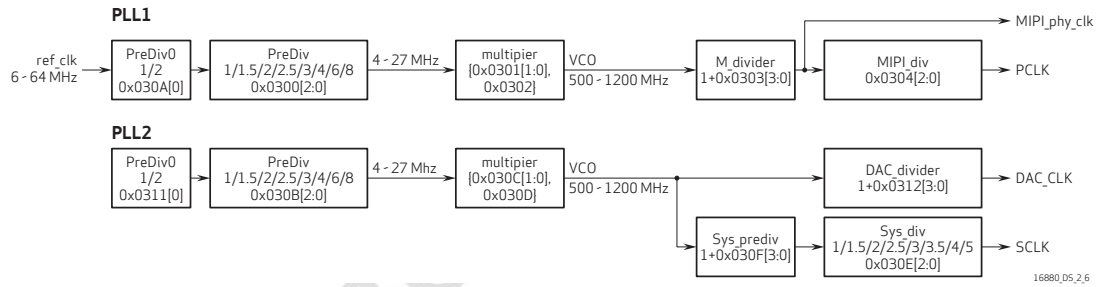 PLL1
ref_clk
6 - 64 MHz
PreDiv0
1/2
0x030A[0]
PreDiv
1/1.5/2/2.5/3/4/6/8
0x0300[2:0]
4 - 27 MHz
multipier
{0x0301[1:0],
0x0302}
VCO
500 - 1200 MHz
M_divider
1+0x0303[3:0]
MIPI_div
0x0304[2:0]
MIPI_phy_clk
PCLK
PLL2
PreDiv0
1/2
0x0311[0]
PreDiv
1/1.5/2/2.5/3/4/6/8
0x030B[2:0]
4 - 27 Mhz
multipier
{0x030C[1:0],
0x030D}
VCO
500 - 1200 MHz
DAC_divider
1+0x0312[3:0]
DAC_CLK
Sys_prediv
1+0x030F[3:0]
Sys_div
1/1.5/2/2.5/3/3.5/4/5
0x030E[2:0]
SCLK
16880_DS_2_6